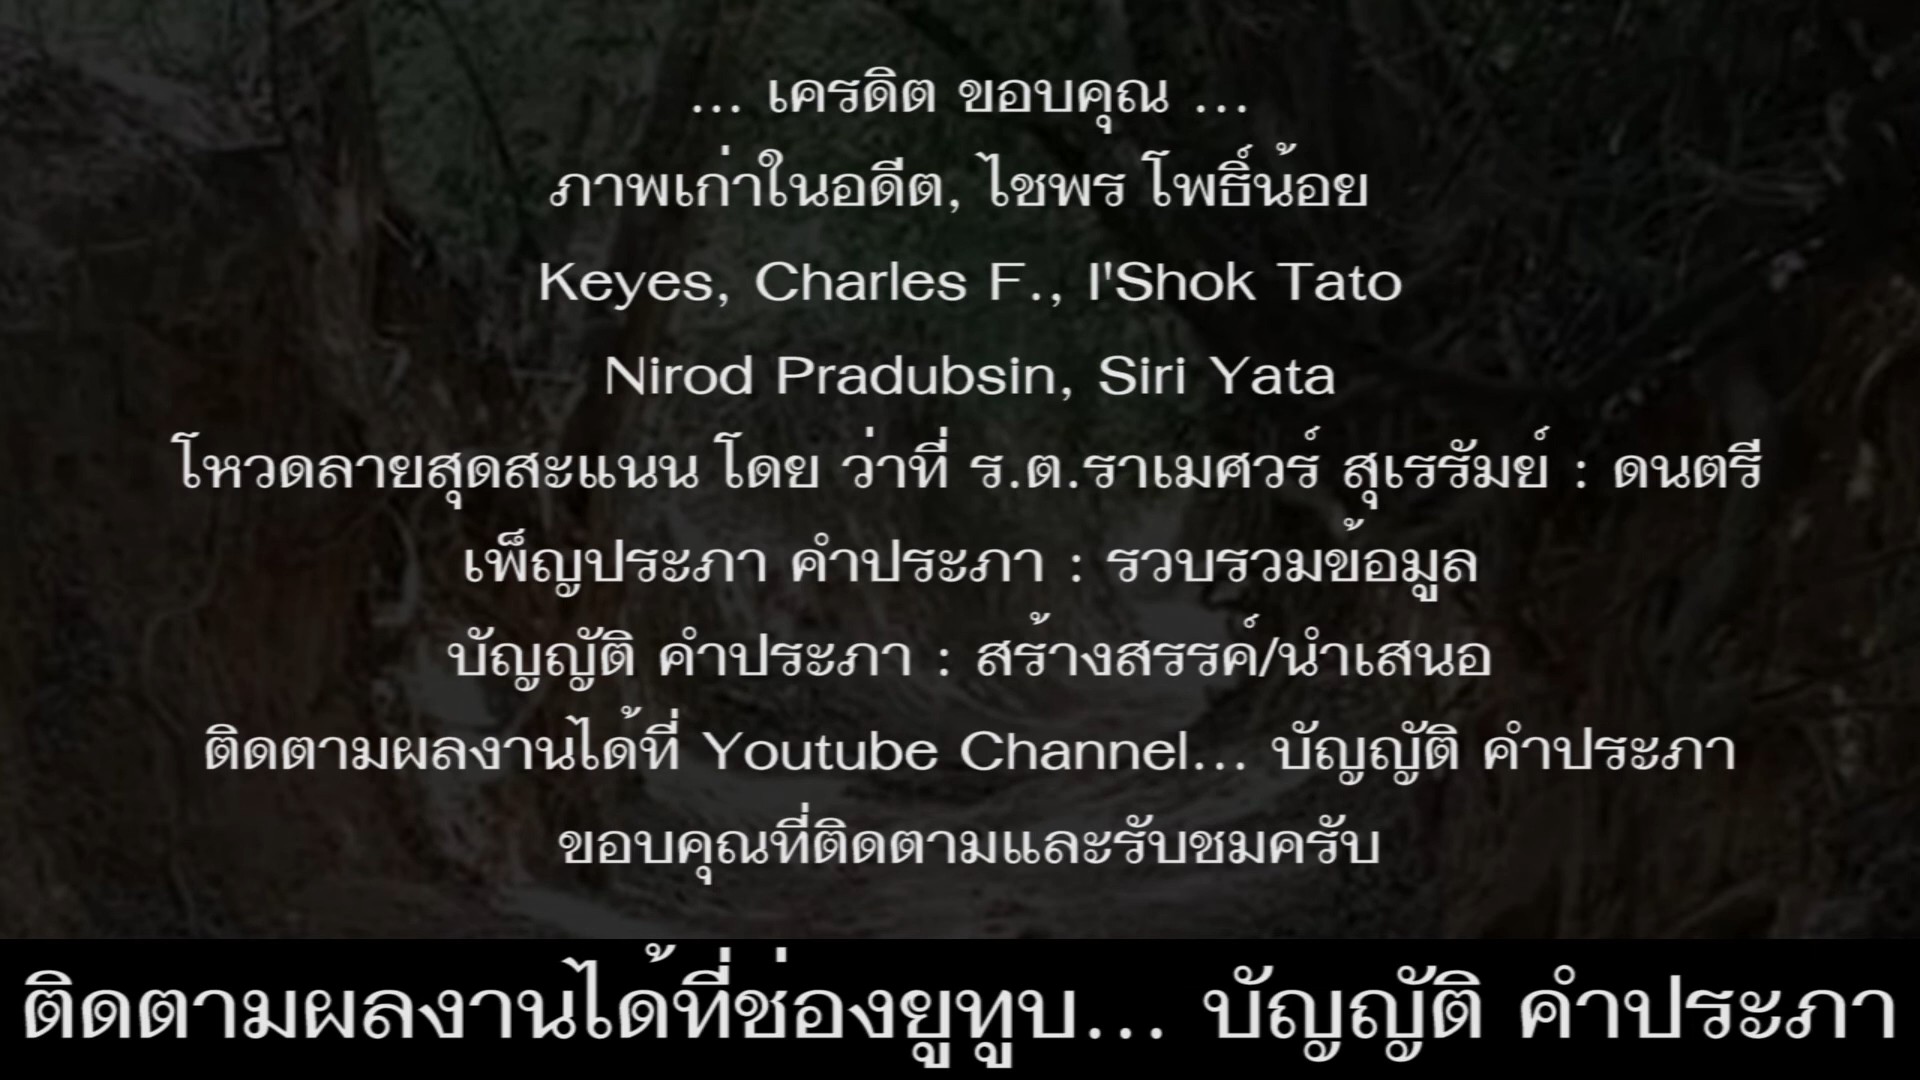 ... เครดิต ขอบคุณ ...
ภาพเก่าในอดีต, ไชพร โพธิ์น้อย
Keyes, Charles F., I'Shok Tato
Nirod Pradubsin, Siri Yata
โหวดลายสุดสะแนน โดย ว่าที่ ร.ต.ราเมศวร์ สุเรรัมย์ : ดนตรี
เพ็ญประภา คำประภา : รวบรวมข้อมูล
บัญญัติ คำประภา : สร้างสรรค์/นำเสนอ
ติดตามผลงานได้ที่ Youtube Channel... บัญญัติ คำประภา
ขอบคุณที่ติดตามและรับชมครับ
ติดตามผลงานได้ที่ช่องยูทูบ... บัญญัติ คำประภา